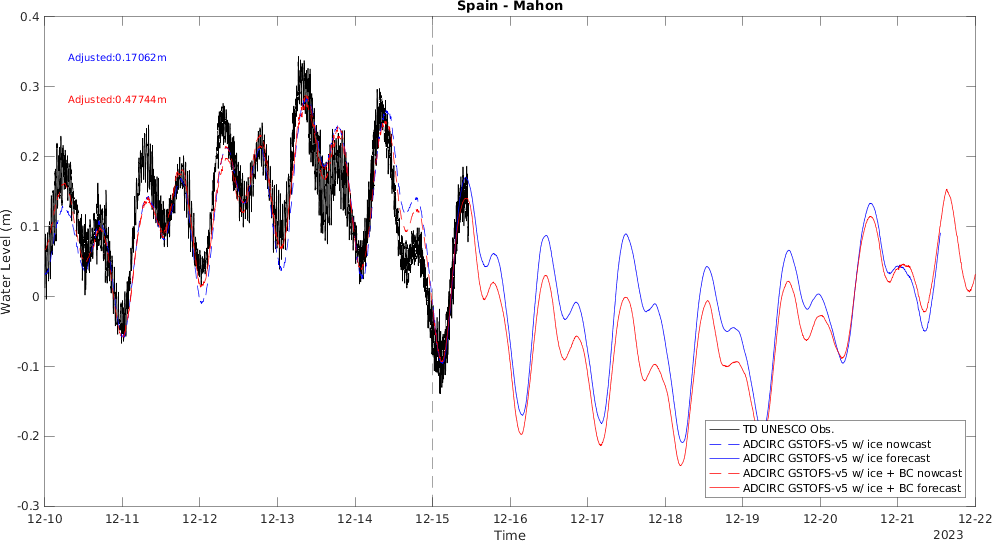 Spain - Mahon
Adjusted:0.17062m
Adjusted:0.47744m
Water Level (m)
0.4
0.3
0.2
0.1
0
-0.1
-0.2
-0.3
TD UNESCO Obs.
ADCIRC GSTOFS-v5 w/ ice nowcast
ADCIRC GSTOFS-v5 w/ ice forecast
ADCIRC GSTOFS-v5 w/ ice + BC nowcast
ADCIRC GSTOFS-v5 w/ ice + BC forecast
12-10 12-11 12-12 12-13 12-14 12-15 12-16 12-17 12-18 12-19 12-20 12-21 12-22
Time
2023